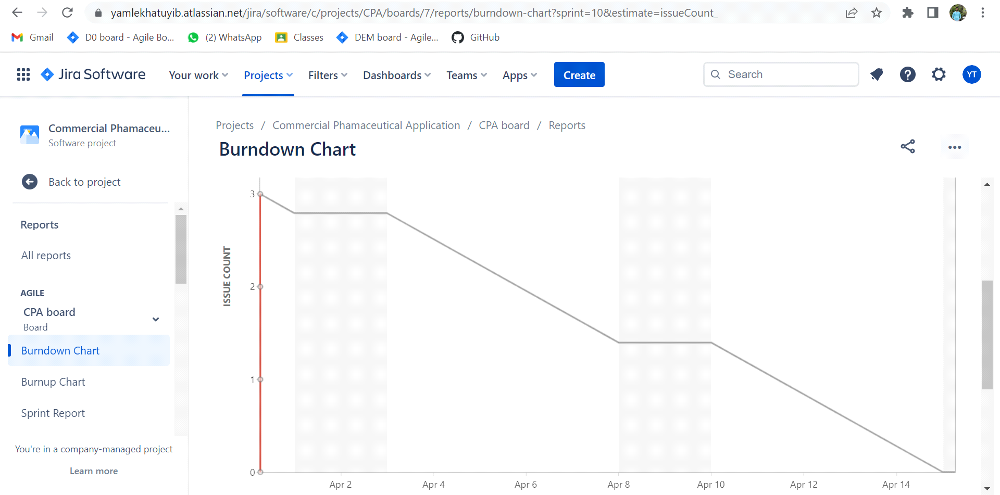 yamlekhatuyib.atlassian.net/jira/software/c/projects/CPA/boards/7/reports/burndown-chart?sprint=10&estimate=issueCount_
Gmail
D0 board - Agile Bo...
(2) WhatsApp
Classes
DEM board - Agile...
GitHub
Jira Software
Your work
Projects
Filters
Dashboards
Teams
Apps
Create
Search
YT
Commercial Phamaceu...
Software project
Back to project
Reports
All reports
AGILE
CPA board
Board
Burndown Chart
Burnup Chart
Sprint Report
You're in a company-managed project
Learn more
Projects / Commercial Phamaceutical Application / CPA board / Reports
Burndown Chart
ISSUE COUNT
3
2
1
0
Apr 2
Apr 4
Apr 6
Apr 8
Apr 10
Apr 12
Apr 14